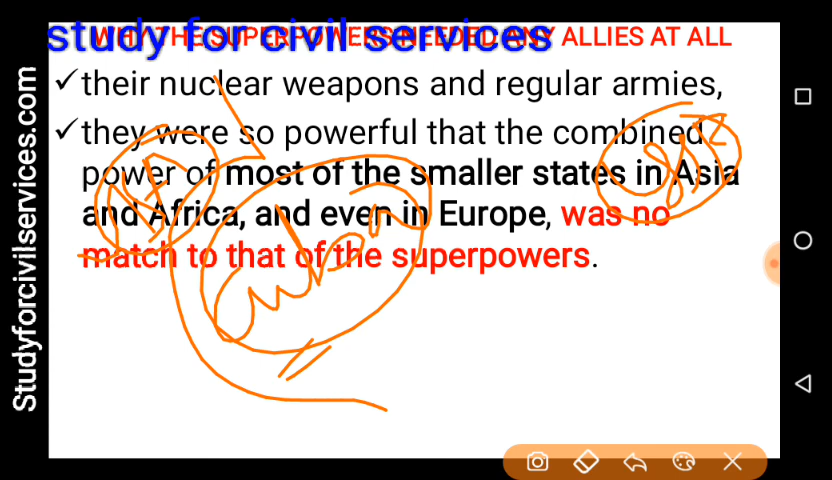 study for civil services
WHY THE SUPERPOWERS NEEDED ANY ALLIES AT ALL
✓their nuclear weapons and regular armies,
✓they were so powerful that the combined
power of most of the smaller states in Asia
and Africa, and even in Europe, was no
match to that of the superpowers.
Cuba
Studyforcivilservices.com